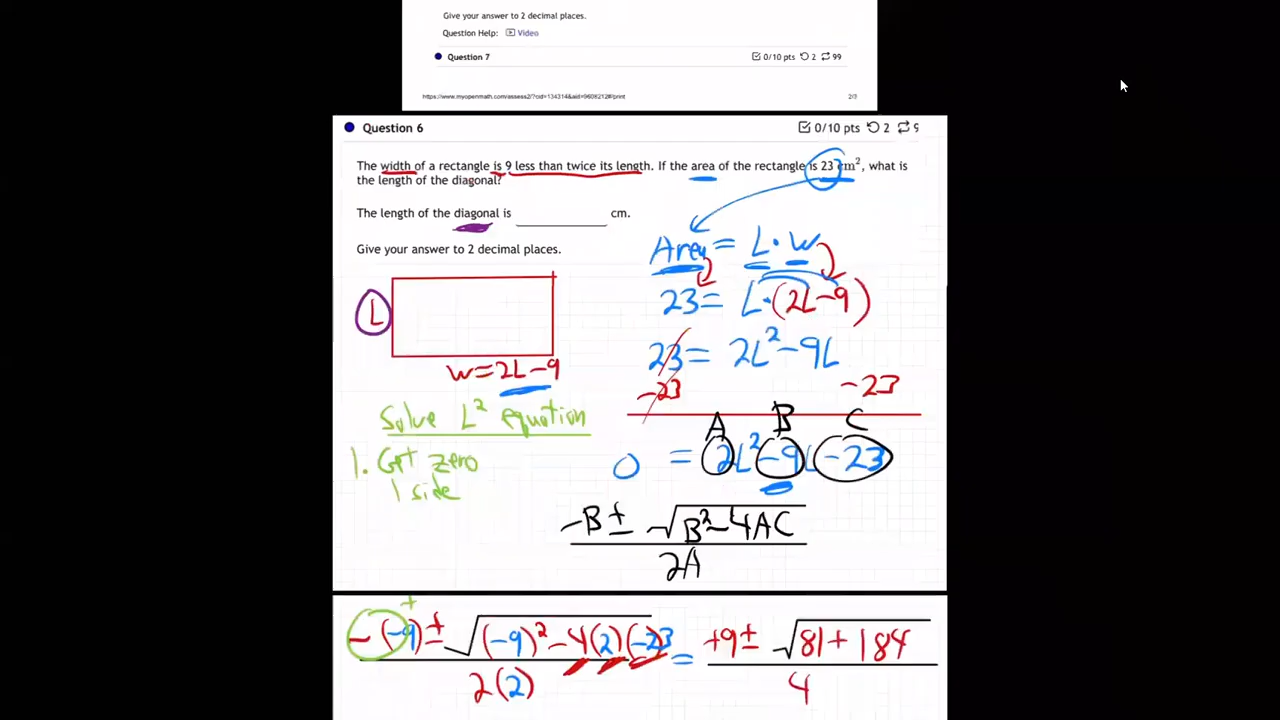 Give your answer to 2 decimal places.
Question Help: Video
Question 7
0/10 pts 2 99
https://www.myopenmath.com/assess2/?cid=134314&aid=9608212#/print
2/3
Question 6
0/10 pts 2 9
The width of a rectangle is 9 less than twice its length. If the area of the rectangle is 23 cm², what is
the length of the diagonal?
The length of the diagonal is ________ cm.
Give your answer to 2 decimal places.
Area = L · W
23 = L·(2L-9)
L
23 = 2L² - 9L
W = 2L - 9
-23 -23
Solve L² equation
A B C
0 = 2L² - 9L - 23
1. Get zero
1 side
-B ± √B² - 4AC
2A
+
-(-9) ± √(-9)² - 4(2)(-23 = +9 ± √81 + 184
2(2) 4